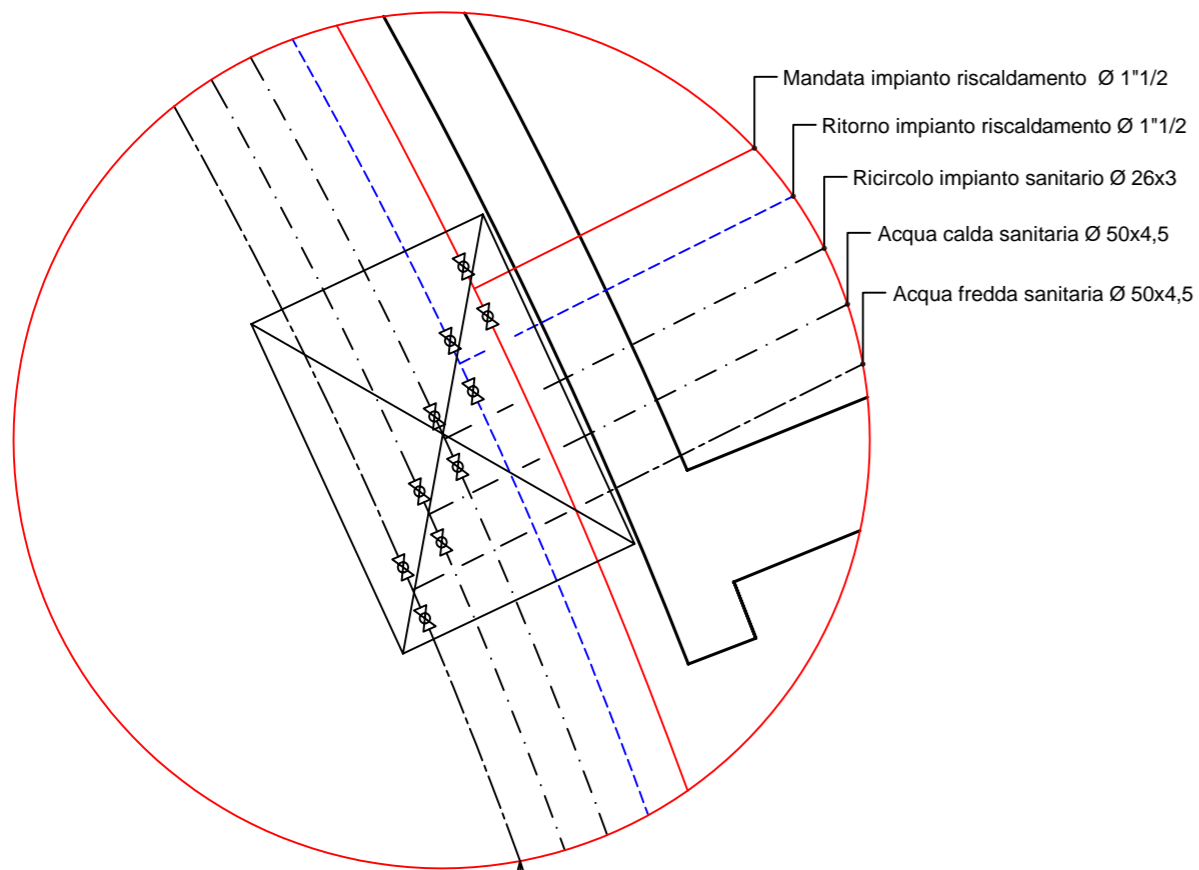 Mandata impianto riscaldamento Ø 1"1/2
Ritorno impianto riscaldamento Ø 1"1/2
Ricircolo impianto sanitario Ø 26x3
Acqua calda sanitaria Ø 50x4,5
Acqua fredda sanitaria Ø 50x4,5